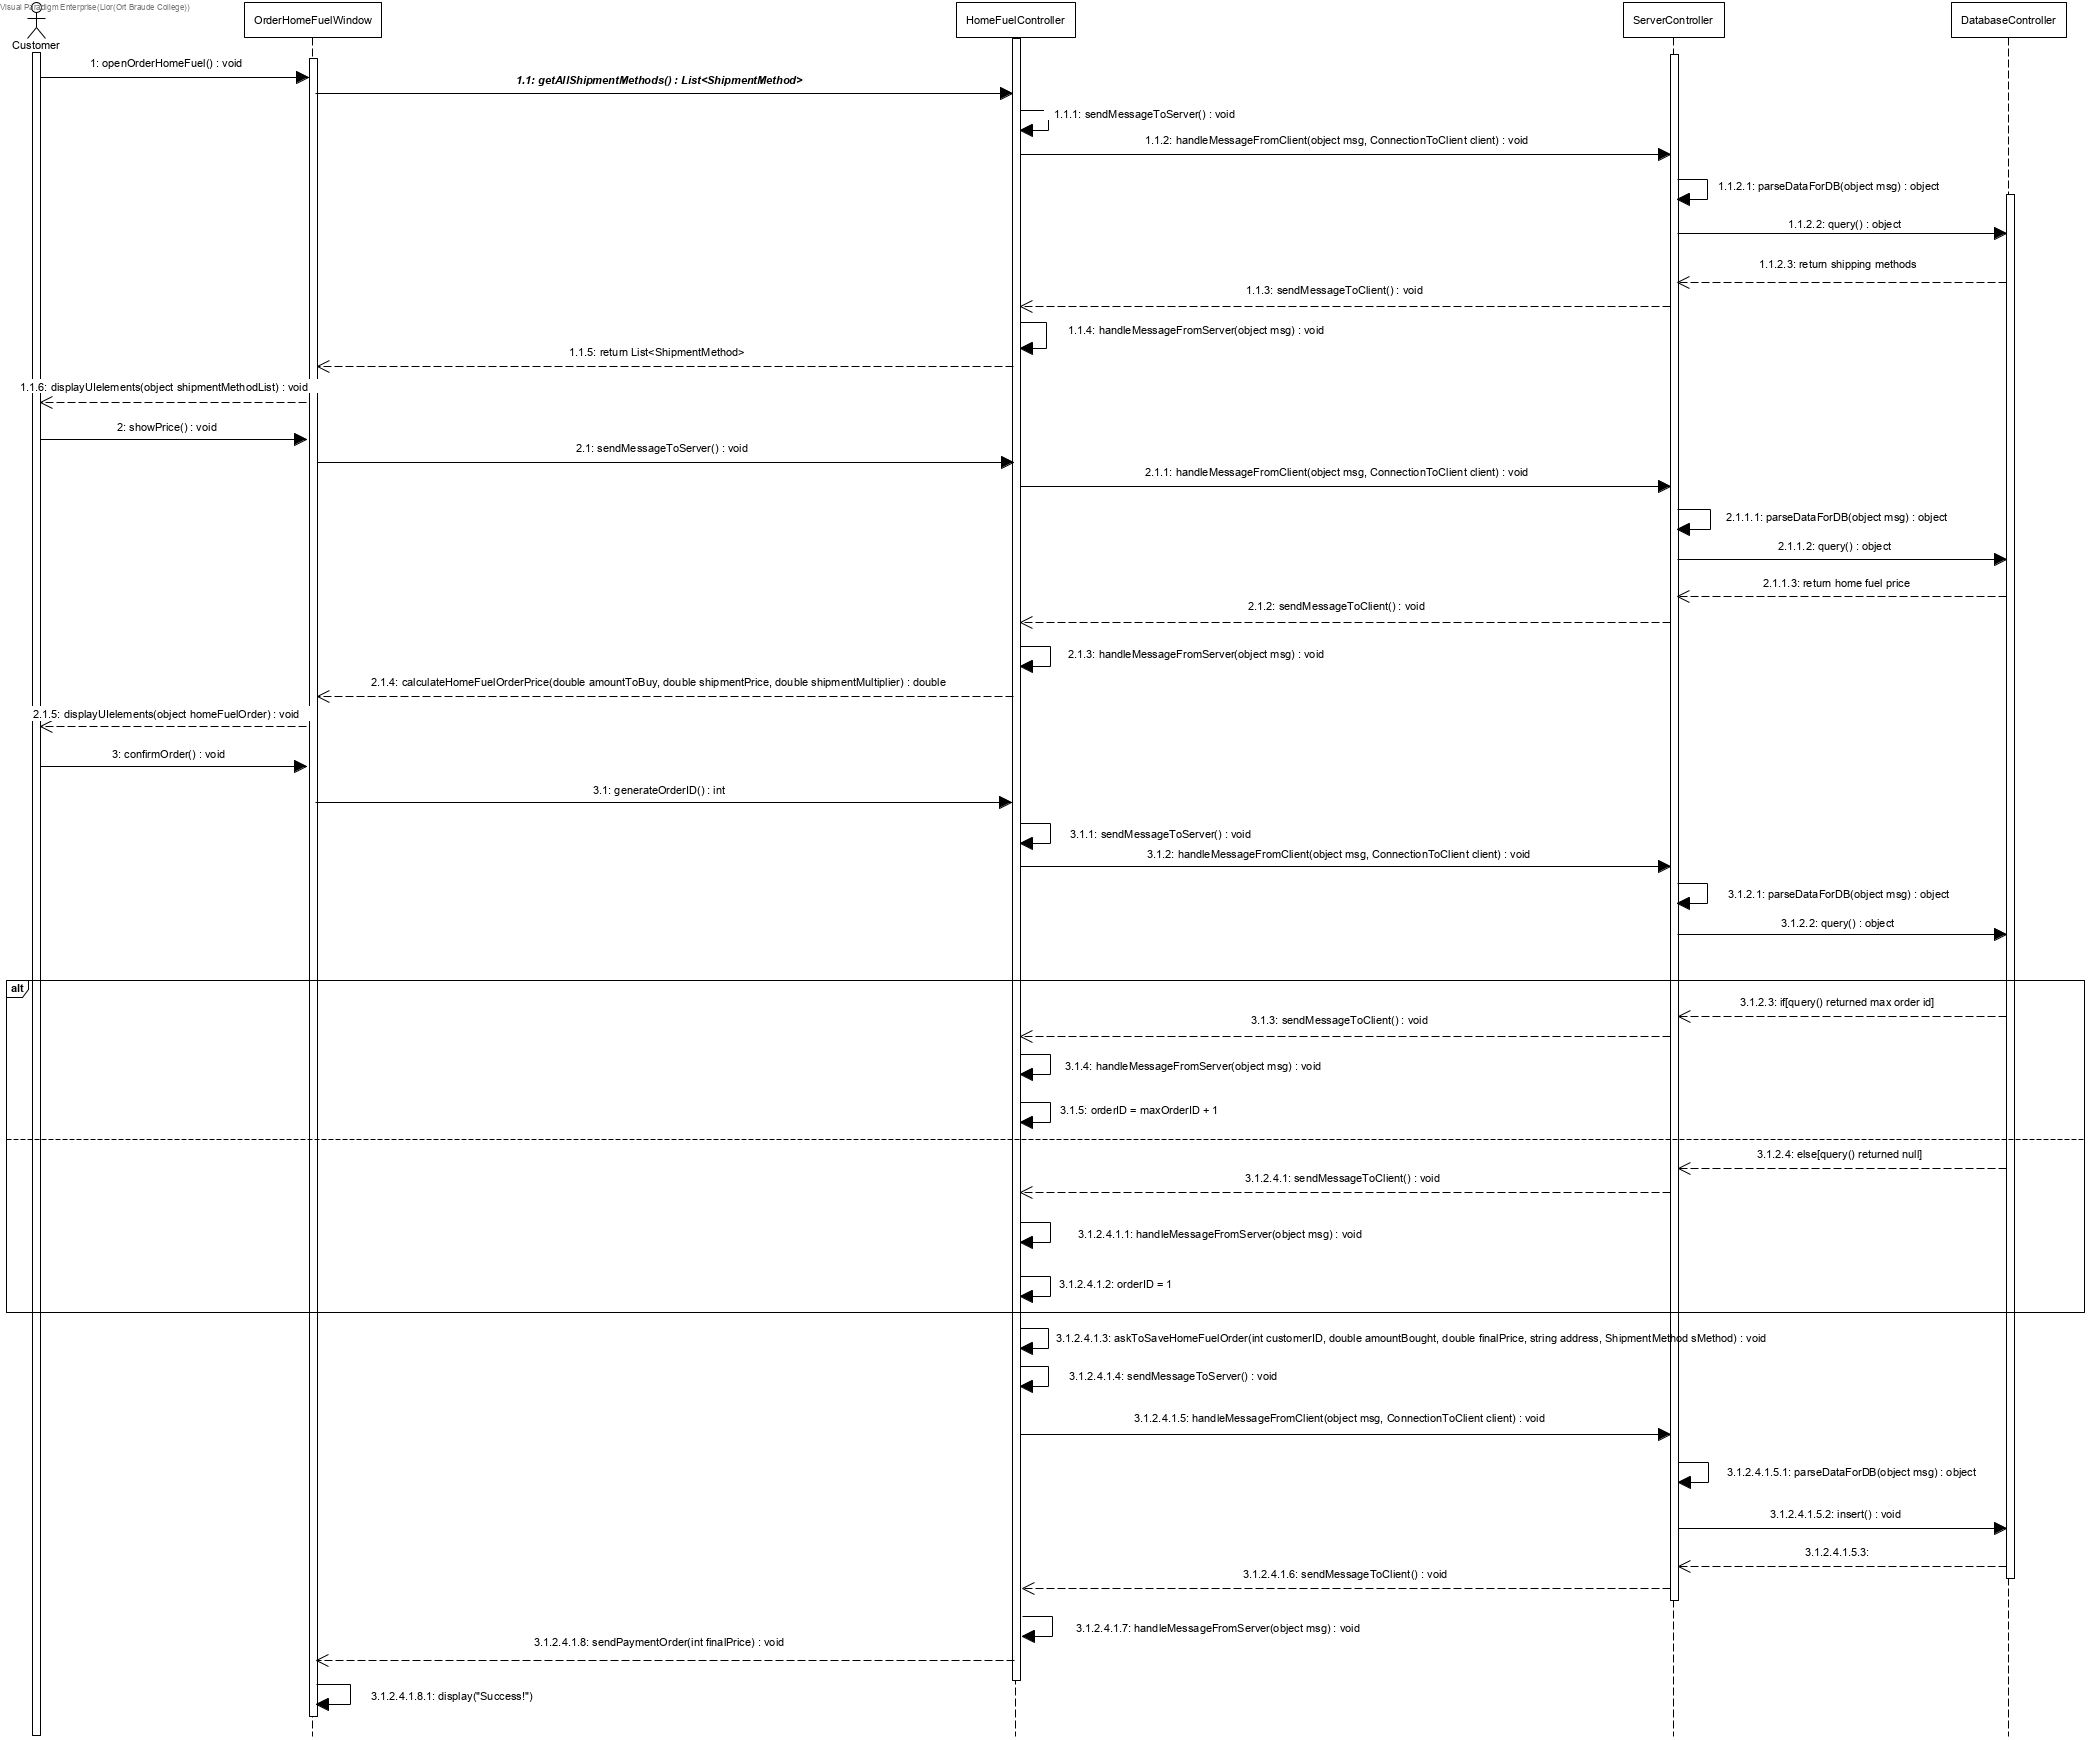 Visual Paradigm Enterprise(Lior(Ort Braude College))
Customer
OrderHomeFuelWindow
HomeFuelController
ServerController
DatabaseController
1: openOrderHomeFuel() : void
1.1: getAllShipmentMethods() : List<ShipmentMethod>
1.1.1: sendMessageToServer() : void
1.1.2: handleMessageFromClient(object msg, ConnectionToClient client) : void
1.1.2.1: parseDataForDB(object msg) : object
1.1.2.2: query() : object
1.1.2.3: return shipping methods
1.1.3: sendMessageToClient() : void
1.1.4: handleMessageFromServer(object msg) : void
1.1.5: return List<ShipmentMethod>
1.1.6: displayUIelements(object shipmentMethodList) : void
2: showPrice() : void
2.1: sendMessageToServer() : void
2.1.1: handleMessageFromClient(object msg, ConnectionToClient client) : void
2.1.1.1: parseDataForDB(object msg) : object
2.1.1.2: query() : object
2.1.1.3: return home fuel price
2.1.2: sendMessageToClient() : void
2.1.3: handleMessageFromServer(object msg) : void
2.1.4: calculateHomeFuelOrderPrice(double amountToBuy, double shipmentPrice, double shipmentMultiplier) : double
2.1.5: displayUIelements(object homeFuelOrder) : void
3: confirmOrder() : void
3.1: generateOrderID() : int
3.1.1: sendMessageToServer() : void
3.1.2: handleMessageFromClient(object msg, ConnectionToClient client) : void
3.1.2.1: parseDataForDB(object msg) : object
3.1.2.2: query() : object
alt
3.1.2.3: if[query() returned max order id]
3.1.3: sendMessageToClient() : void
3.1.4: handleMessageFromServer(object msg) : void
3.1.5: orderID = maxOrderID + 1
3.1.2.4: else[query() returned null]
3.1.2.4.1: sendMessageToClient() : void
3.1.2.4.1.1: handleMessageFromServer(object msg) : void
3.1.2.4.1.2: orderID = 1
3.1.2.4.1.3: askToSaveHomeFuelOrder(int customerID, double amountBought, double finalPrice, string address, ShipmentMethod sMethod) : void
3.1.2.4.1.4: sendMessageToServer() : void
3.1.2.4.1.5: handleMessageFromClient(object msg, ConnectionToClient client) : void
3.1.2.4.1.5.1: parseDataForDB(object msg) : object
3.1.2.4.1.5.2: insert() : void
3.1.2.4.1.5.3:
3.1.2.4.1.6: sendMessageToClient() : void
3.1.2.4.1.7: handleMessageFromServer(object msg) : void
3.1.2.4.1.8: sendPaymentOrder(int finalPrice) : void
3.1.2.4.1.8.1: display("Success!")